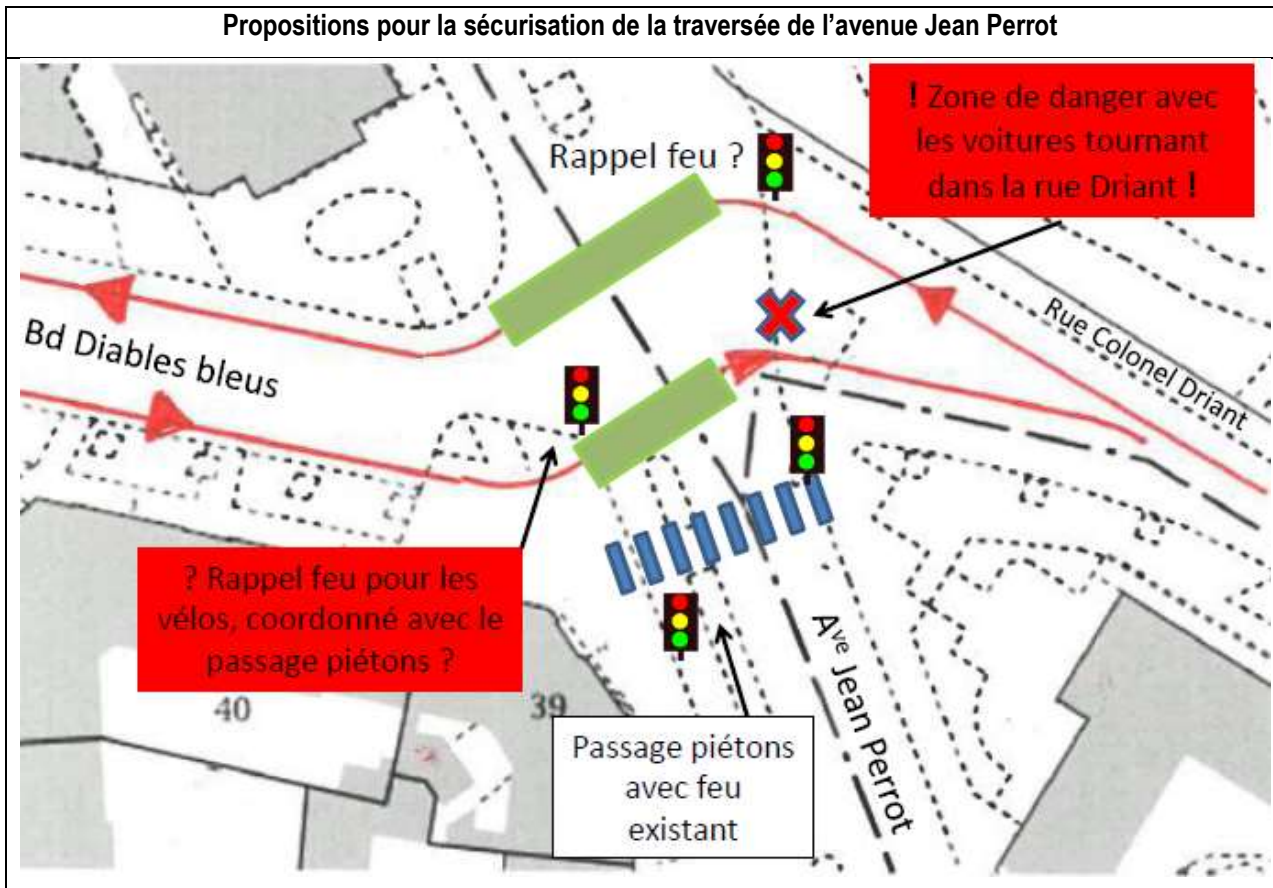 Propositions pour la sécurisation de la traversée de l'avenue Jean Perrot
! Zone de danger avec
les voitures tournant
dans la rue Driant !
Rappel feu ?
Rue Colonel Driant
Bd Diables bleus
? Rappel feu pour les
vélos, coordonné avec le
passage piétons ?
Ave Jean Perrot
40
39
Passage piétons
avec feu
existant